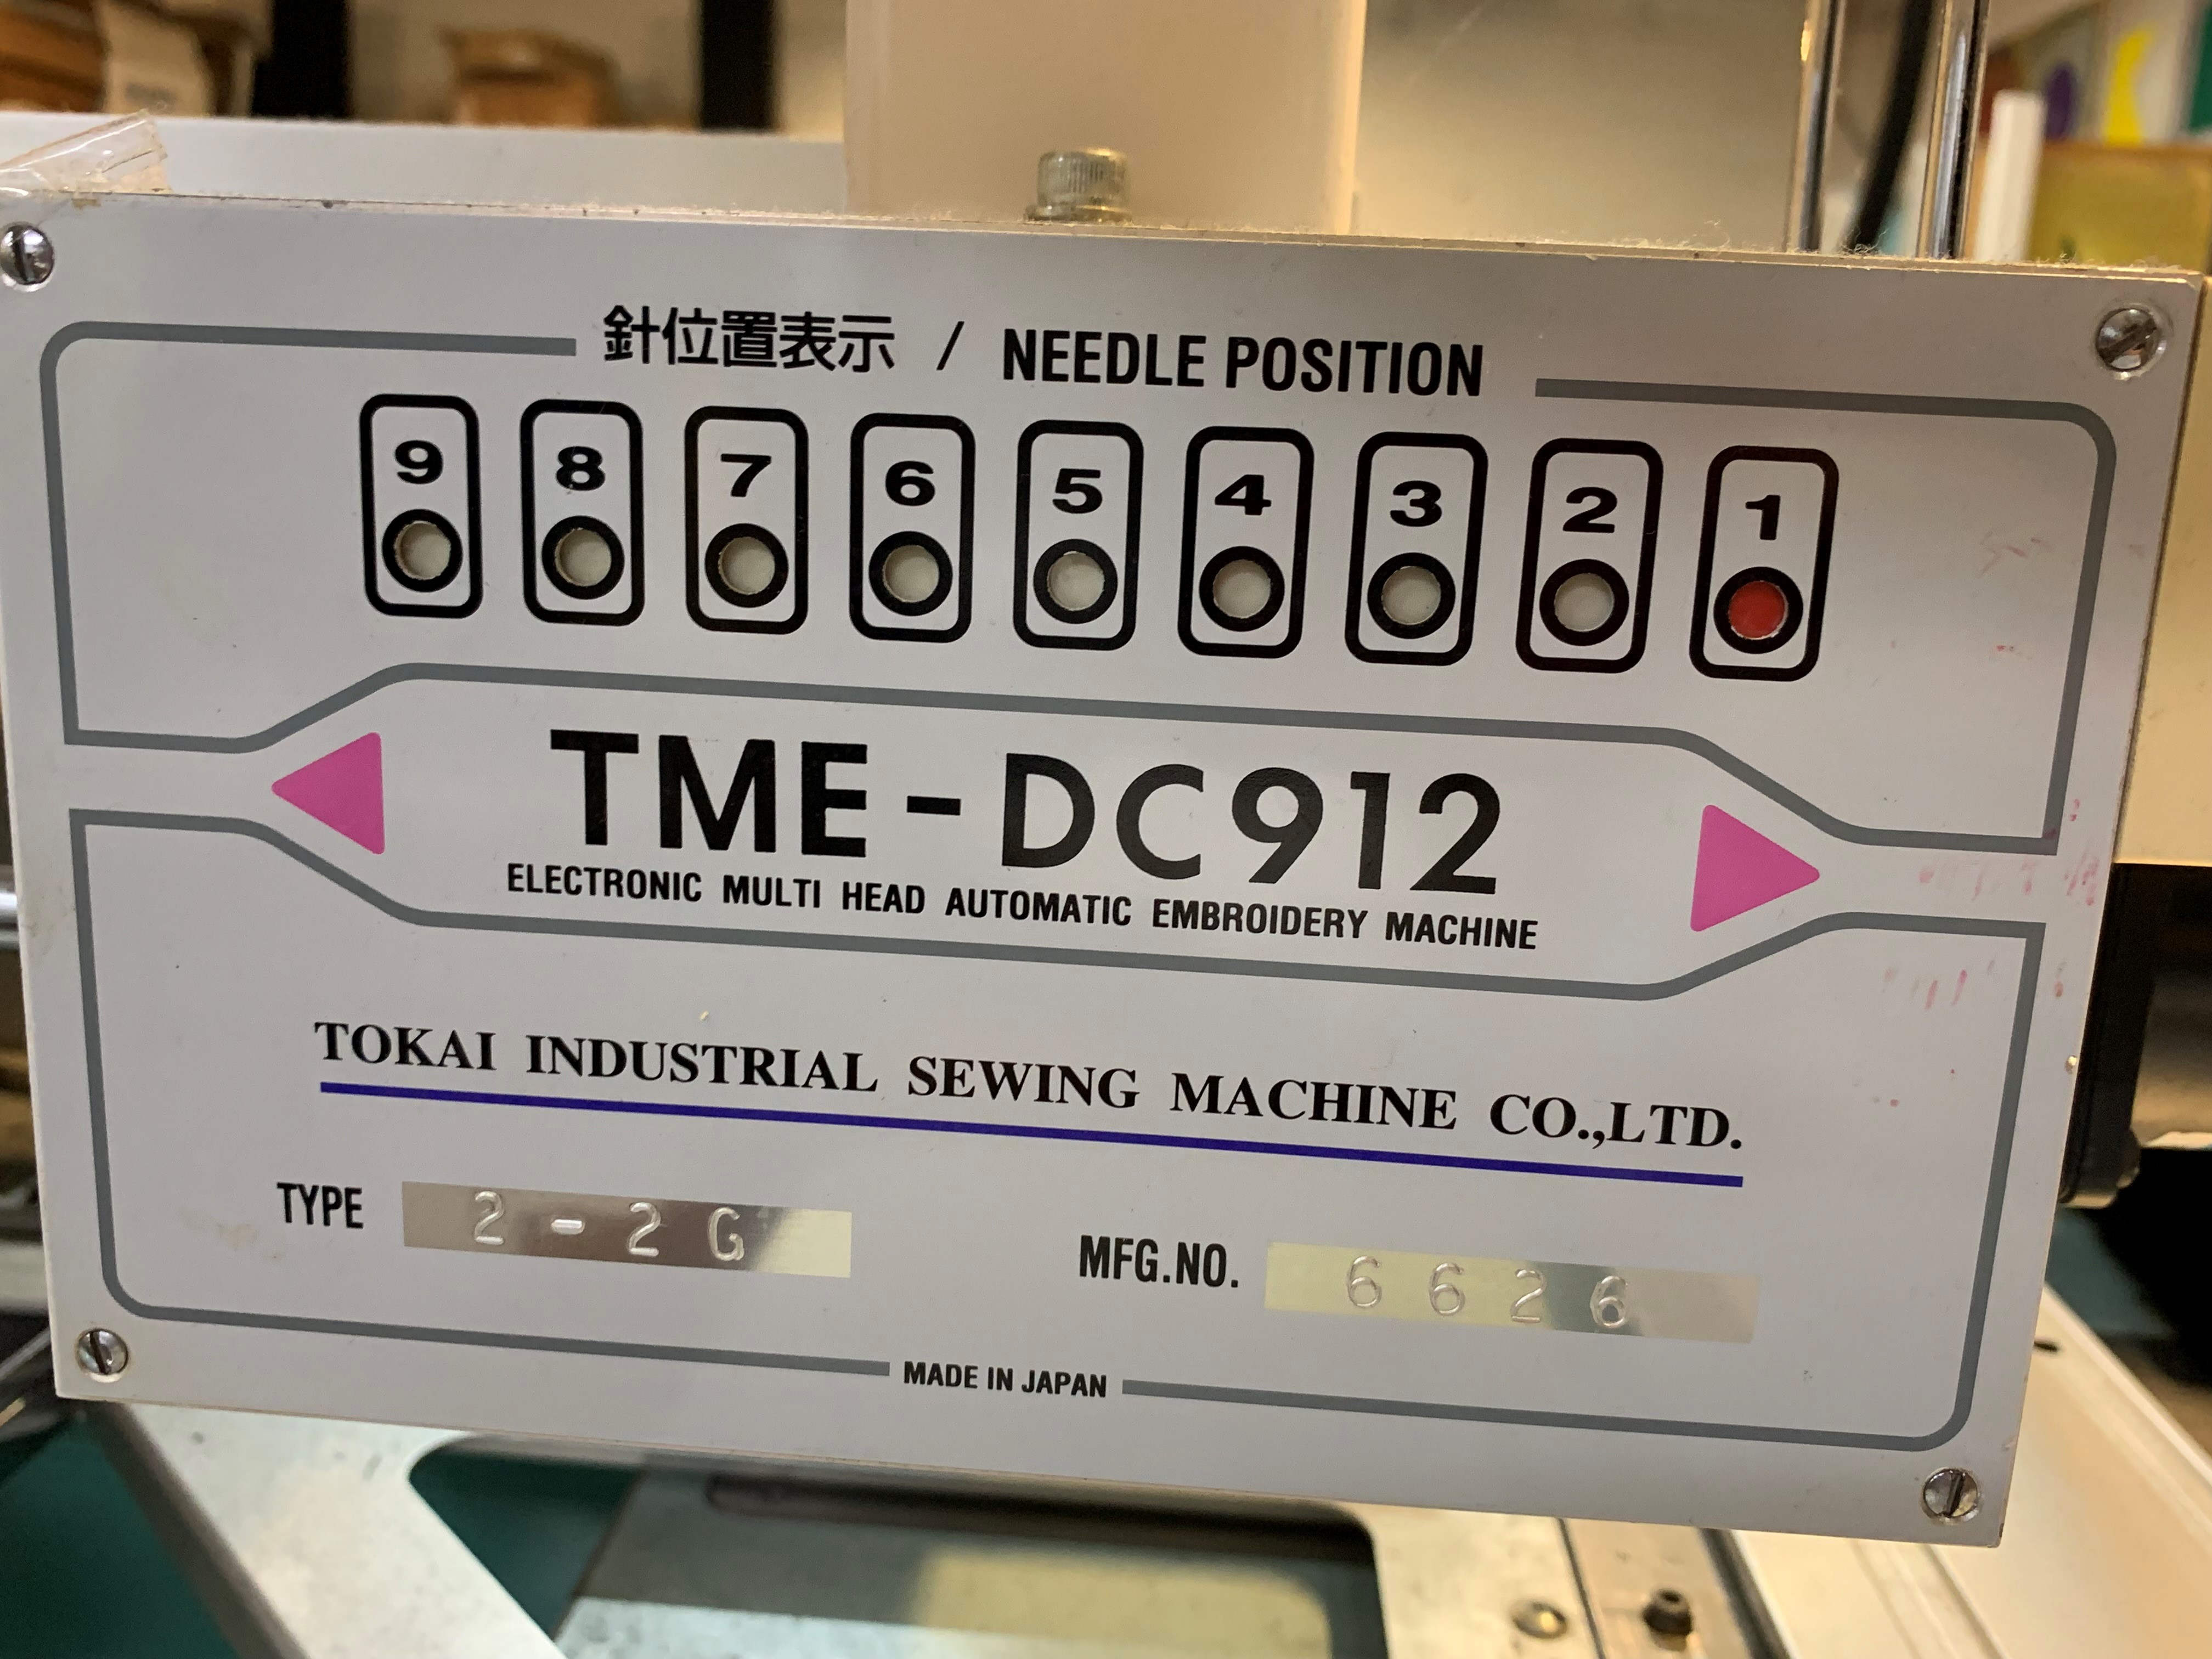 針位置表示 / NEEDLE POSITION
9 8 7 6 5 4 3 2 1
TME-DC912
ELECTRONIC MULTI HEAD AUTOMATIC EMBROIDERY MACHINE
TOKAI INDUSTRIAL SEWING MACHINE CO.,LTD.
TYPE 2-2G MFG.NO. 6626
MADE IN JAPAN